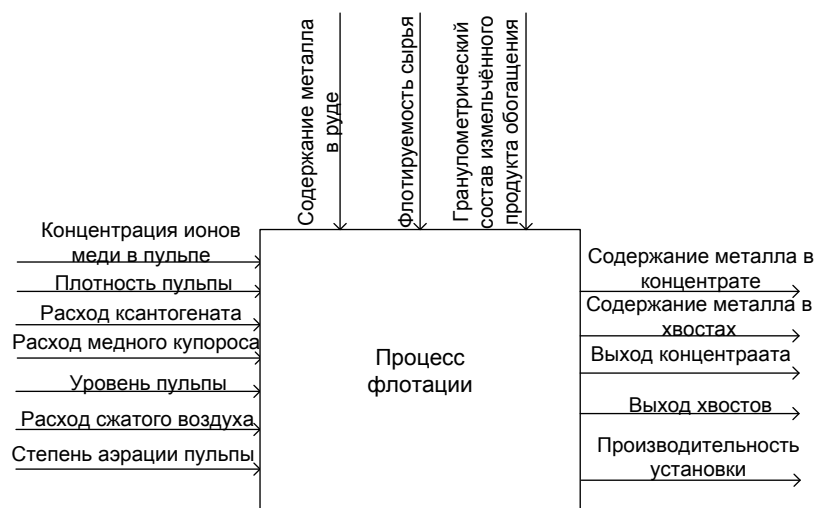 Содержание металла
в руде
Флотируемость сырья
Гранулометрический
состав измельчённого
продукта обогащения
Концентрация ионов
меди в пульпе
Плотность пульпы
Расход ксантогената
Расход медного купороса
Уровень пульпы
Расход сжатого воздуха
Степень аэрации пульпы
Процесс
флотации
Содержание металла в
концентрате
Содержание металла в
хвостах
Выход концентраата
Выход хвостов
Производительность
установки